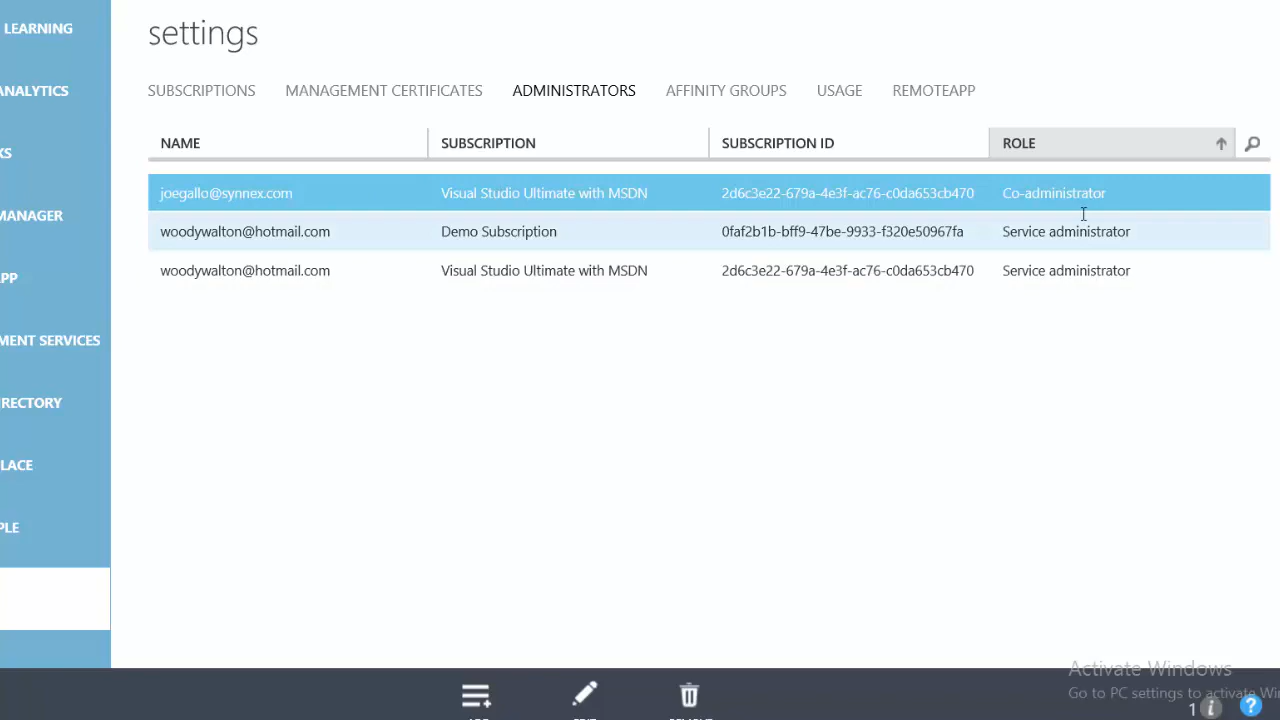 LEARNING
ANALYTICS
KS
MANAGER
APP
MENT SERVICES
IRECTORY
LACE
PLE
settings
SUBSCRIPTIONS MANAGEMENT CERTIFICATES ADMINISTRATORS AFFINITY GROUPS USAGE REMOTEAPP
NAME SUBSCRIPTION SUBSCRIPTION ID ROLE
joegallo@synnex.com Visual Studio Ultimate with MSDN 2d6c3e22-679a-4e3f-ac76-c0da653cb470 Co-administrator
woodywalton@hotmail.com Demo Subscription 0faf2b1b-bff9-47be-9933-f320e50967fa Service administrator
woodywalton@hotmail.com Visual Studio Ultimate with MSDN 2d6c3e22-679a-4e3f-ac76-c0da653cb470 Service administrator
Activate Windows
Go to PC settings to activate Win
1